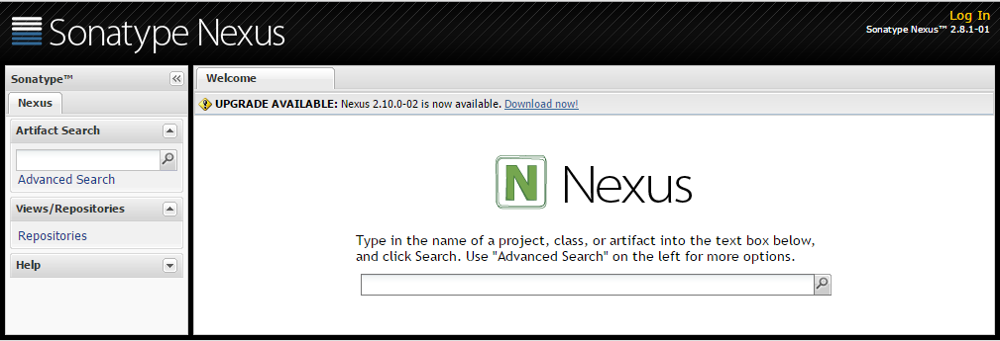 Sonatype Nexus
Log In
Sonatype Nexus™ 2.8.1-01
Sonatype™
Nexus
Artifact Search
Advanced Search
Views/Repositories
Repositories
Help
Welcome
UPGRADE AVAILABLE: Nexus 2.10.0-02 is now available. Download now!
N Nexus
Type in the name of a project, class, or artifact into the text box below,
and click Search. Use "Advanced Search" on the left for more options.